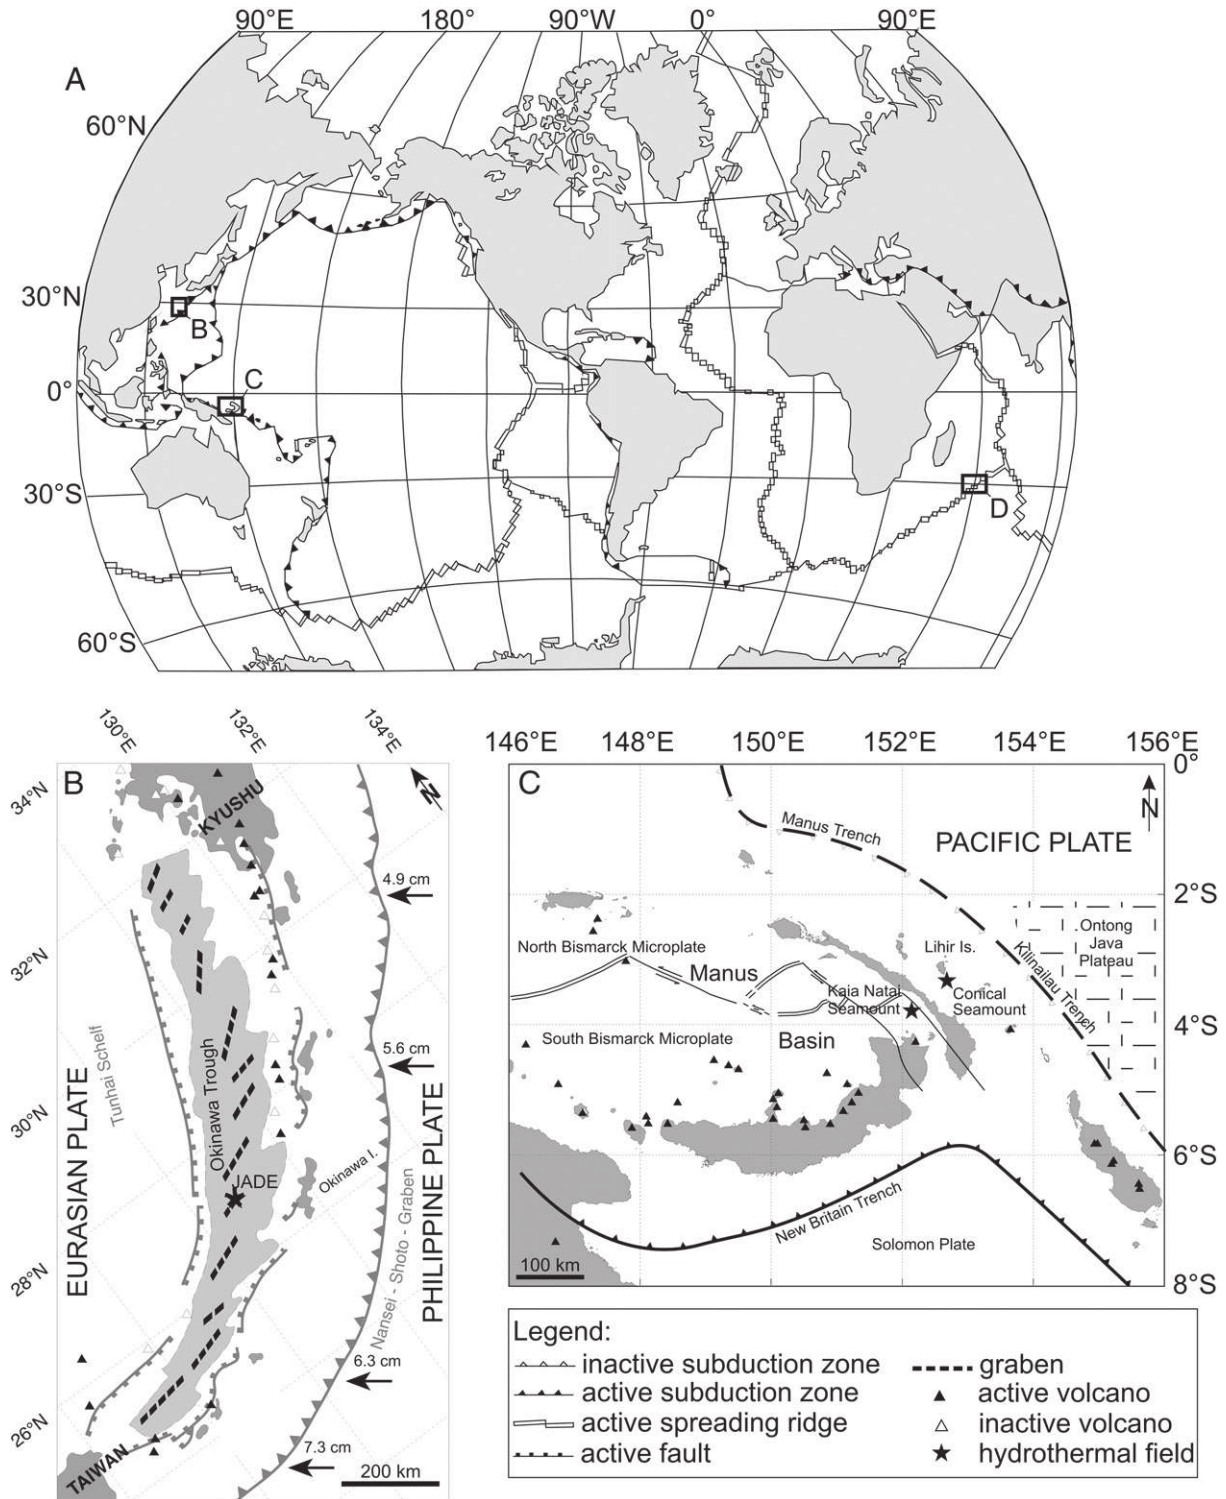 90°E 180° 90°W 0° 90°E
A
60°N
30°N
B
C
0°
30°S
D
60°S
130°E 132°E 134°E
B
34°N
KYUSHU
4.9 cm
32°N
Tunhai Schelf
Okinawa Trough
5.6 cm
EURASIAN PLATE
30°N
JADE
Okinawa I.
PHILIPPINE PLATE
Nansei - Shoto - Graben
28°N
6.3 cm
26°N
7.3 cm
TAIWAN
200 km
N
146°E 148°E 150°E 152°E 154°E 156°E
C
0°
N
Manus Trench
PACIFIC PLATE
2°S
Ontong
Java
Plateau
North Bismarck Microplate
Lihir Is.
Kilinailau Trench
Manus
Kaia Natai
Seamount
Conical
Seamount
4°S
South Bismarck Microplate
Basin
6°S
New Britain Trench
Solomon Plate
100 km
8°S
Legend:
inactive subduction zone
active subduction zone
active spreading ridge
active fault
graben
active volcano
inactive volcano
hydrothermal field